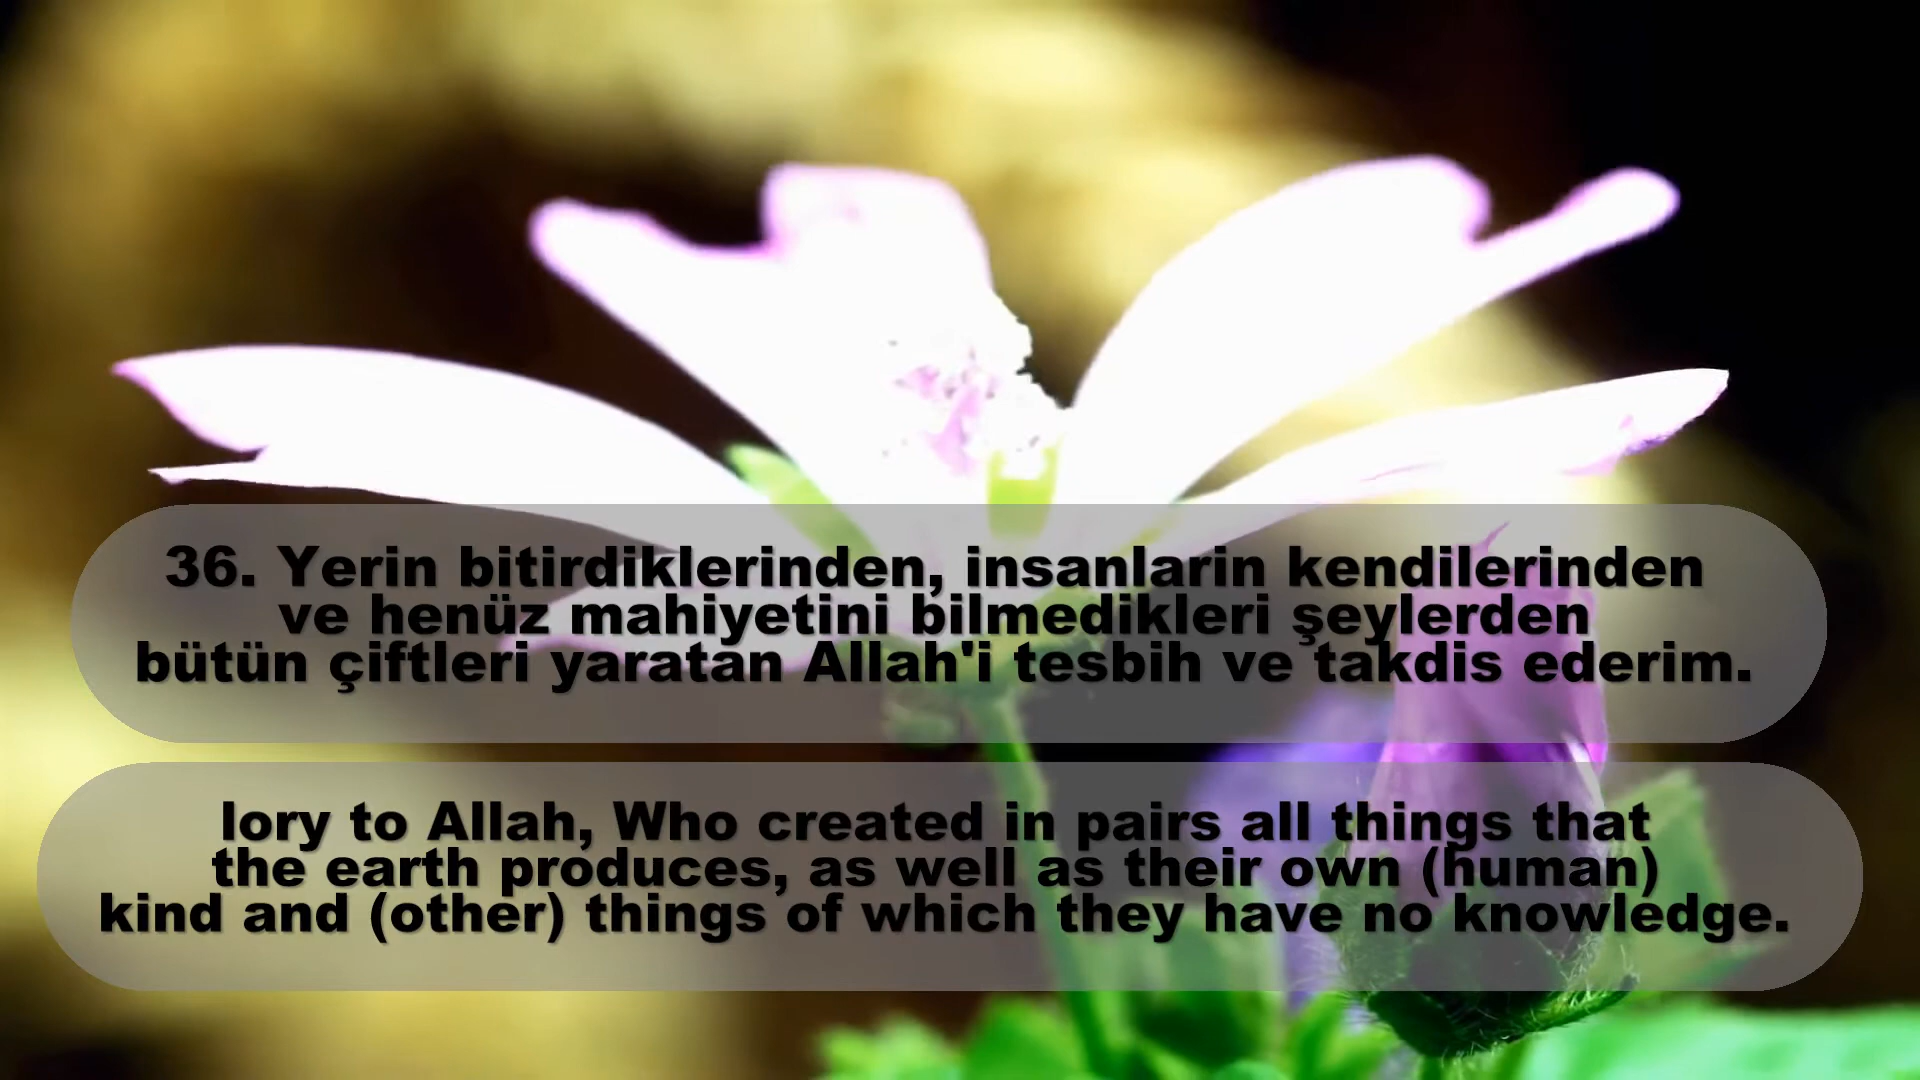 36. Yerin bitirdiklerinden, insanlarin kendilerinden
ve henüz mahiyetini bilmedikleri şeylerden
bütün çiftleri yaratan Allah'i tesbih ve takdis ederim.
lory to Allah, Who created in pairs all things that
the earth produces, as well as their own (human)
kind and (other) things of which they have no knowledge.